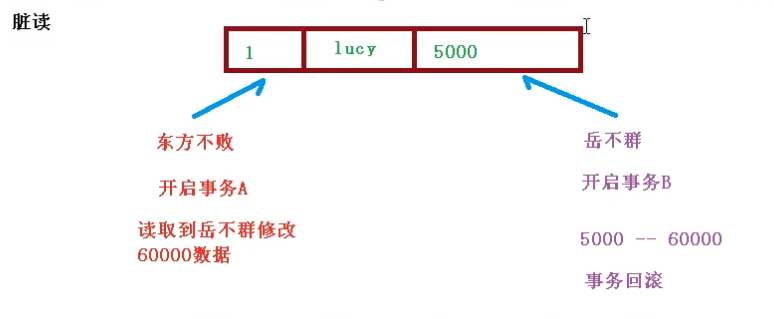 脏读
1 lucy 5000
东方不败
开启事务A
读取到岳不群修改
60000数据
岳不群
开启事务B
5000 -- 60000
事务回滚